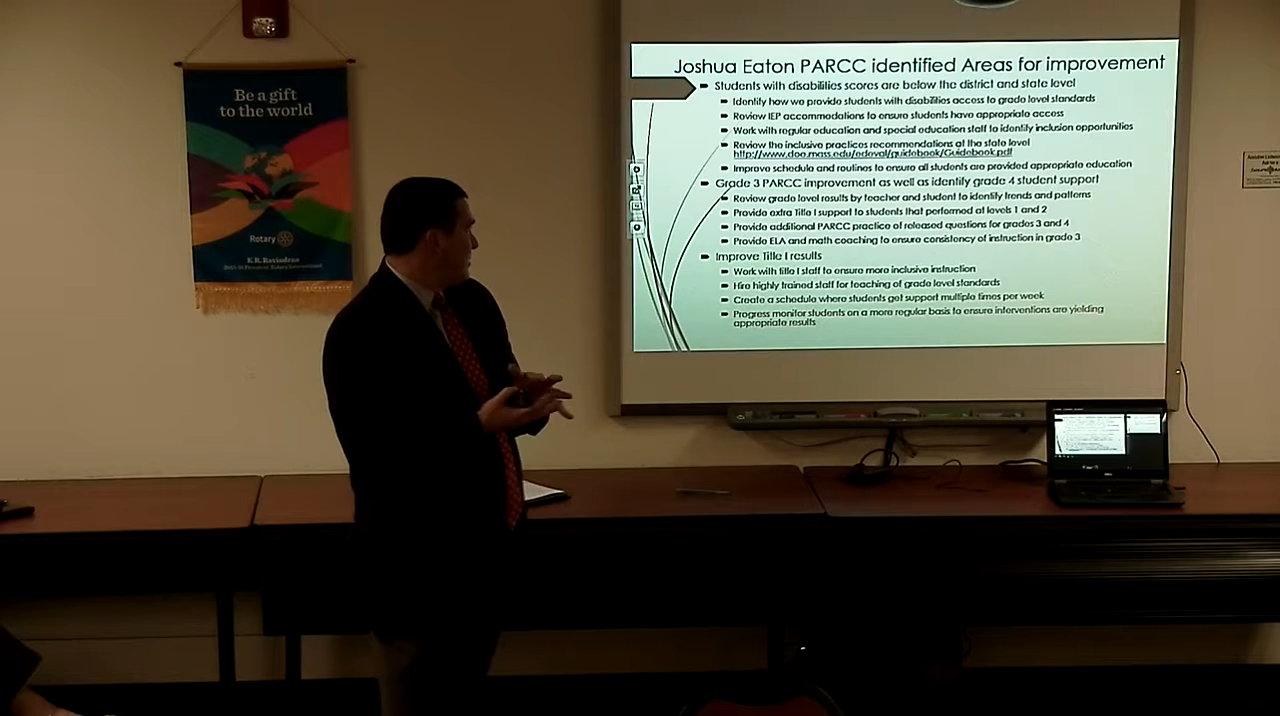 Be a gift
to the world
Rotary
K.R. Ravindran
Joshua Eaton PARCC identified Areas for improvement
Students with disabilities scores are below the district and state level
Identify how we provide students with disabilities access to grade level standards
Review IEP accommodations to ensure students have appropriate access
Work with regular education and special education staff to identify inclusion opportunities
Review the inclusive practices recommendations at the state level
http://www.doe.mass.edu/edeval/guidebook/Guidebook.pdf
Improve schedule and routines to ensure all students are provided appropriate education
Grade 3 PARCC improvement as well as identify grade 4 student support
Review grade level results by teacher and student to identify trends and patterns
Provide extra Title I support to students that performed at levels 1 and 2
Provide additional PARCC practice of released questions for grades 3 and 4
Provide ELA and math coaching to ensure consistency of instruction in grade 3
Improve Title I results
Work with title I staff to ensure more inclusive instruction
Hire highly trained staff for teaching of grade level standards
Create a schedule where students get support multiple times per week
Progress monitor students on a more regular basis to ensure interventions are yielding
appropriate results